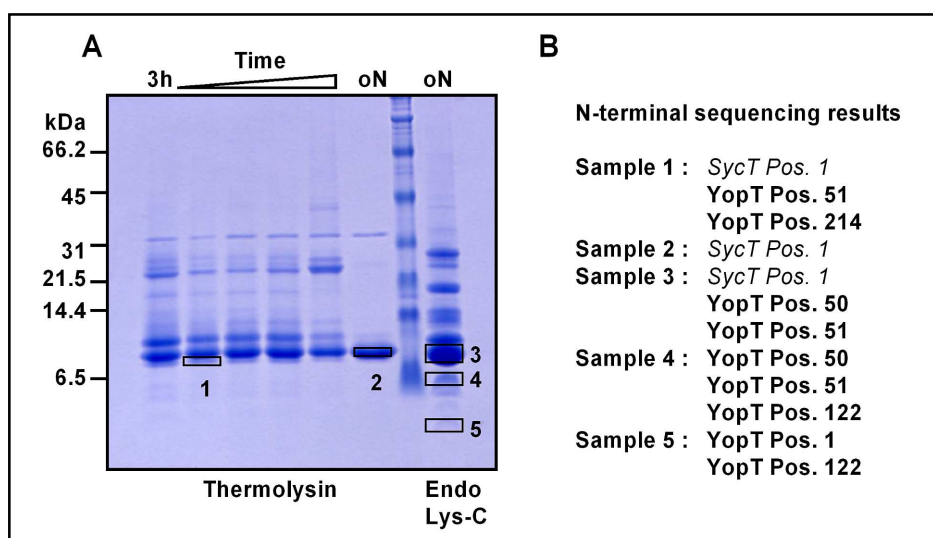 A
B
Time
3h
oN
oN
kDa
66.2
45
31
21.5
14.4
6.5
1
2
3
4
5
Thermolysin
Endo
Lys-C
N-terminal sequencing results
Sample 1 : SycT Pos. 1
YopT Pos. 51
YopT Pos. 214
Sample 2 : SycT Pos. 1
Sample 3 : SycT Pos. 1
YopT Pos. 50
YopT Pos. 51
Sample 4 : YopT Pos. 50
YopT Pos. 51
YopT Pos. 122
Sample 5 : YopT Pos. 1
YopT Pos. 122